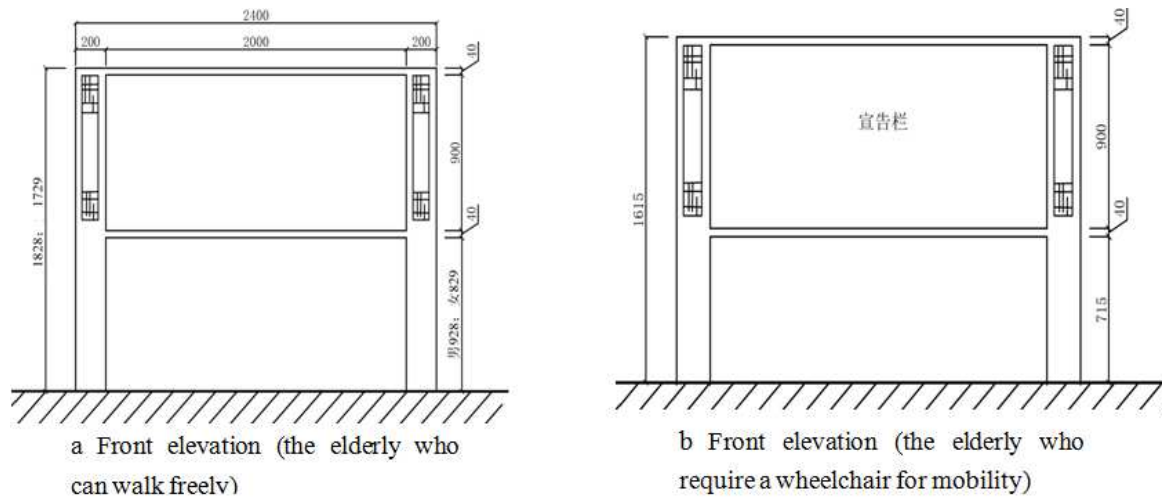 2400
200 2000 200
40
900
40
1828; 1729
男928; 女829
a Front elevation (the elderly who
can walk freely)
40
宣告栏
900
1615
40
715
b Front elevation (the elderly who
require a wheelchair for mobility)